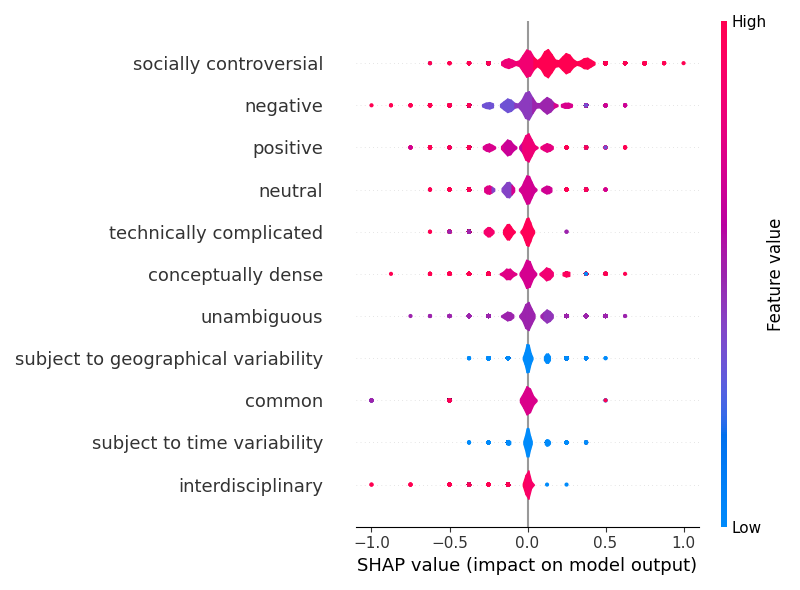 High
socially controversial
negative
positive
neutral
technically complicated
conceptually dense
unambiguous
subject to geographical variability
common
subject to time variability
interdisciplinary
Feature value
Low
−1.0 −0.5 0.0 0.5 1.0
SHAP value (impact on model output)